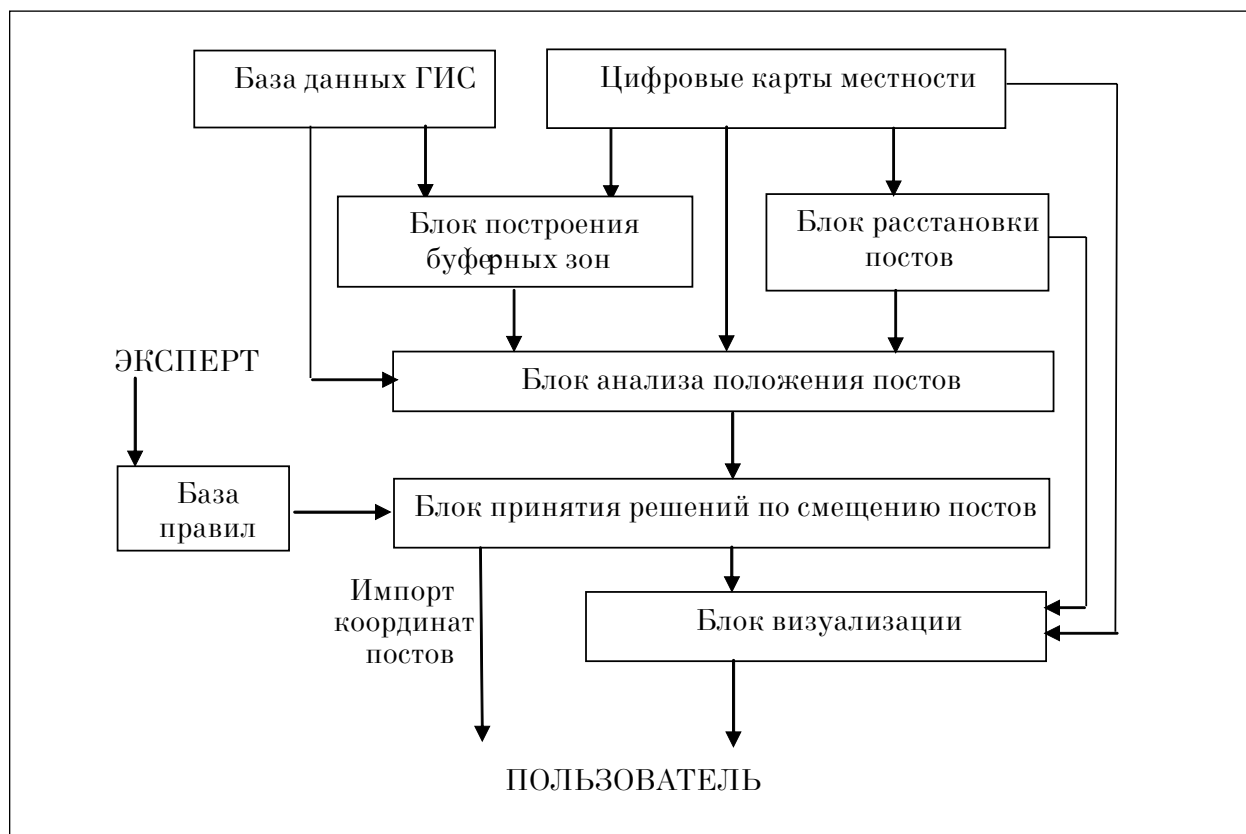 База данных ГИС
Цифровые карты местности
Блок построения
буферных зон
Блок расстановки
постов
ЭКСПЕРТ
Блок анализа положения постов
База
правил
Блок принятия решений по смещению постов
Импорт
координат
постов
Блок визуализации
ПОЛЬЗОВАТЕЛЬ